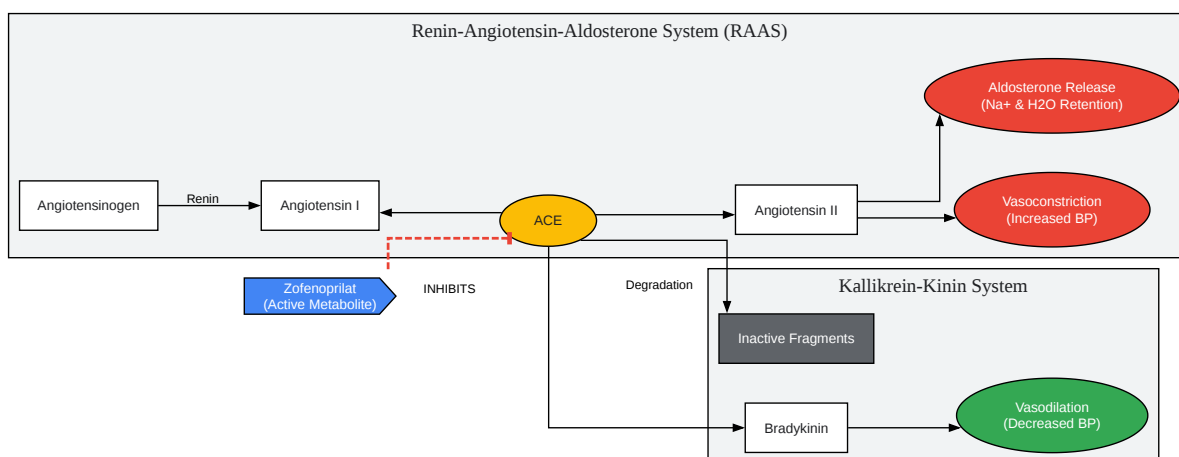 Renin-Angiotensin-Aldosterone System (RAAS)
Aldosterone Release
(Na+ & H2O Retention)
Angiotensinogen
Renin
Angiotensin I
ACE
Angiotensin II
Vasoconstriction
(Increased BP)
Zofenoprilat
(Active Metabolite)
INHIBITS
Degradation
Kallikrein-Kinin System
Inactive Fragments
Bradykinin
Vasodilation
(Decreased BP)